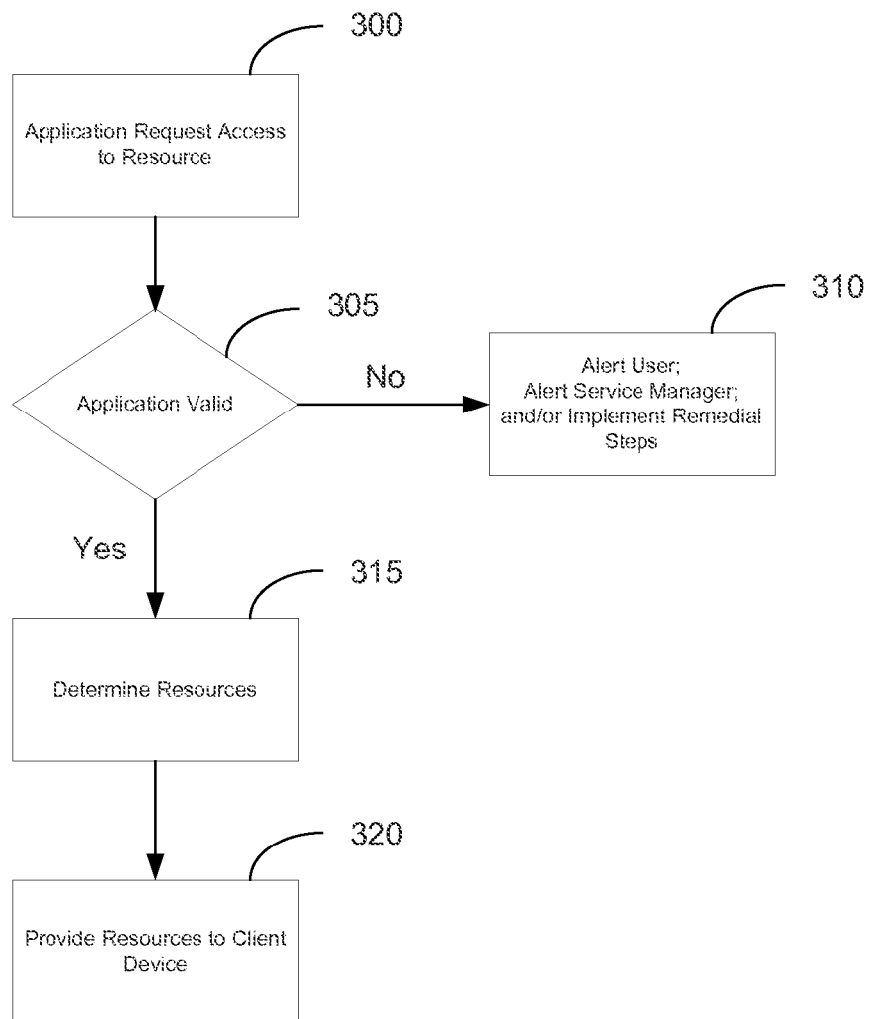 300
Application Request Access
to Resource
305
Application Valid
No
310
Alert User;
Alert Service Manager;
and/or Implement Remedial
Steps
Yes
315
Determine Resources
320
Provide Resources to Client
Device